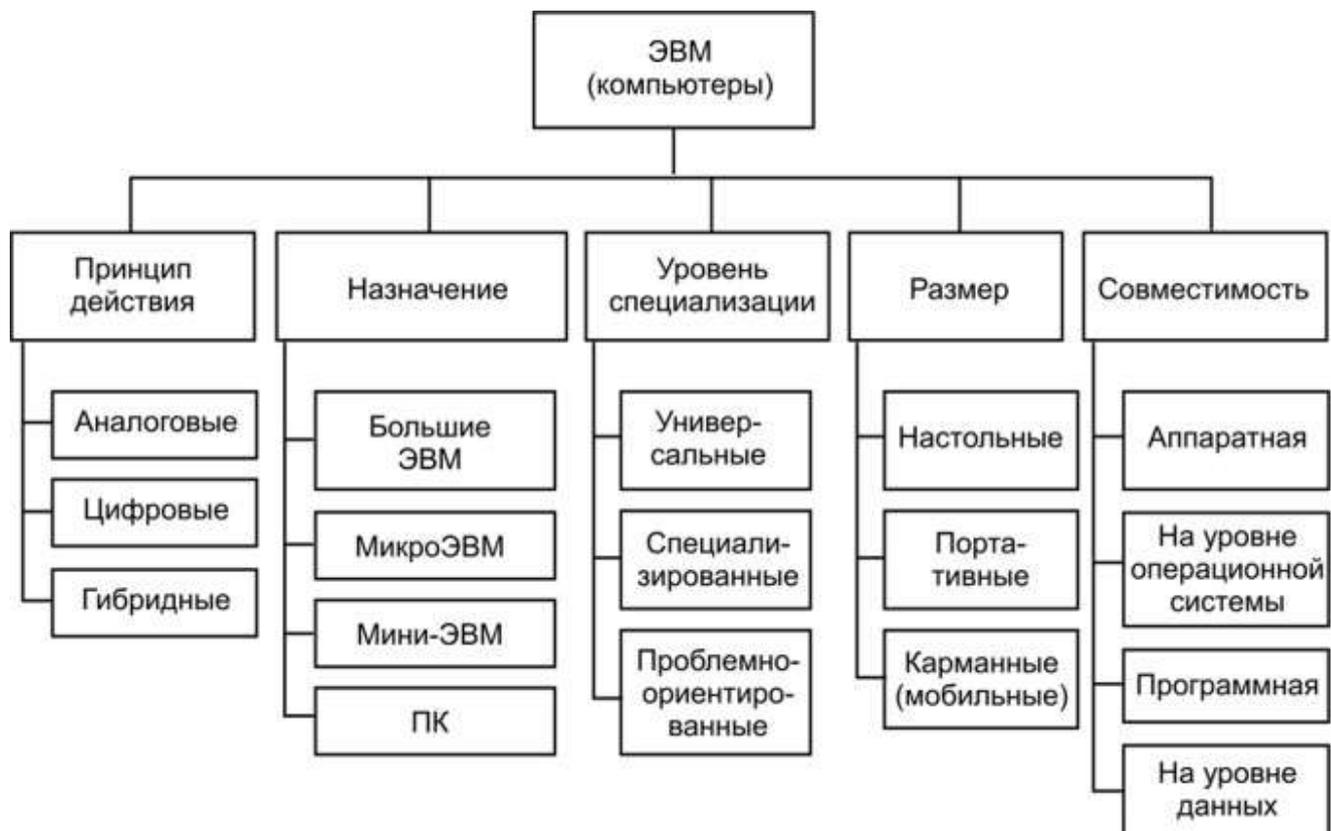 ЭВМ
(компьютеры)
Принцип
действия
Назначение
Уровень
специализации
Размер
Совместимость
Аналоговые
Цифровые
Гибридные
Большие
ЭВМ
МикроЭВМ
Мини-ЭВМ
ПК
Универ-
сальные
Специали-
зированные
Проблемно-
ориентиро-
ванные
Настольные
Порта-
тивные
Карманные
(мобильные)
Аппаратная
На уровне
операционной
системы
Программная
На уровне
данных